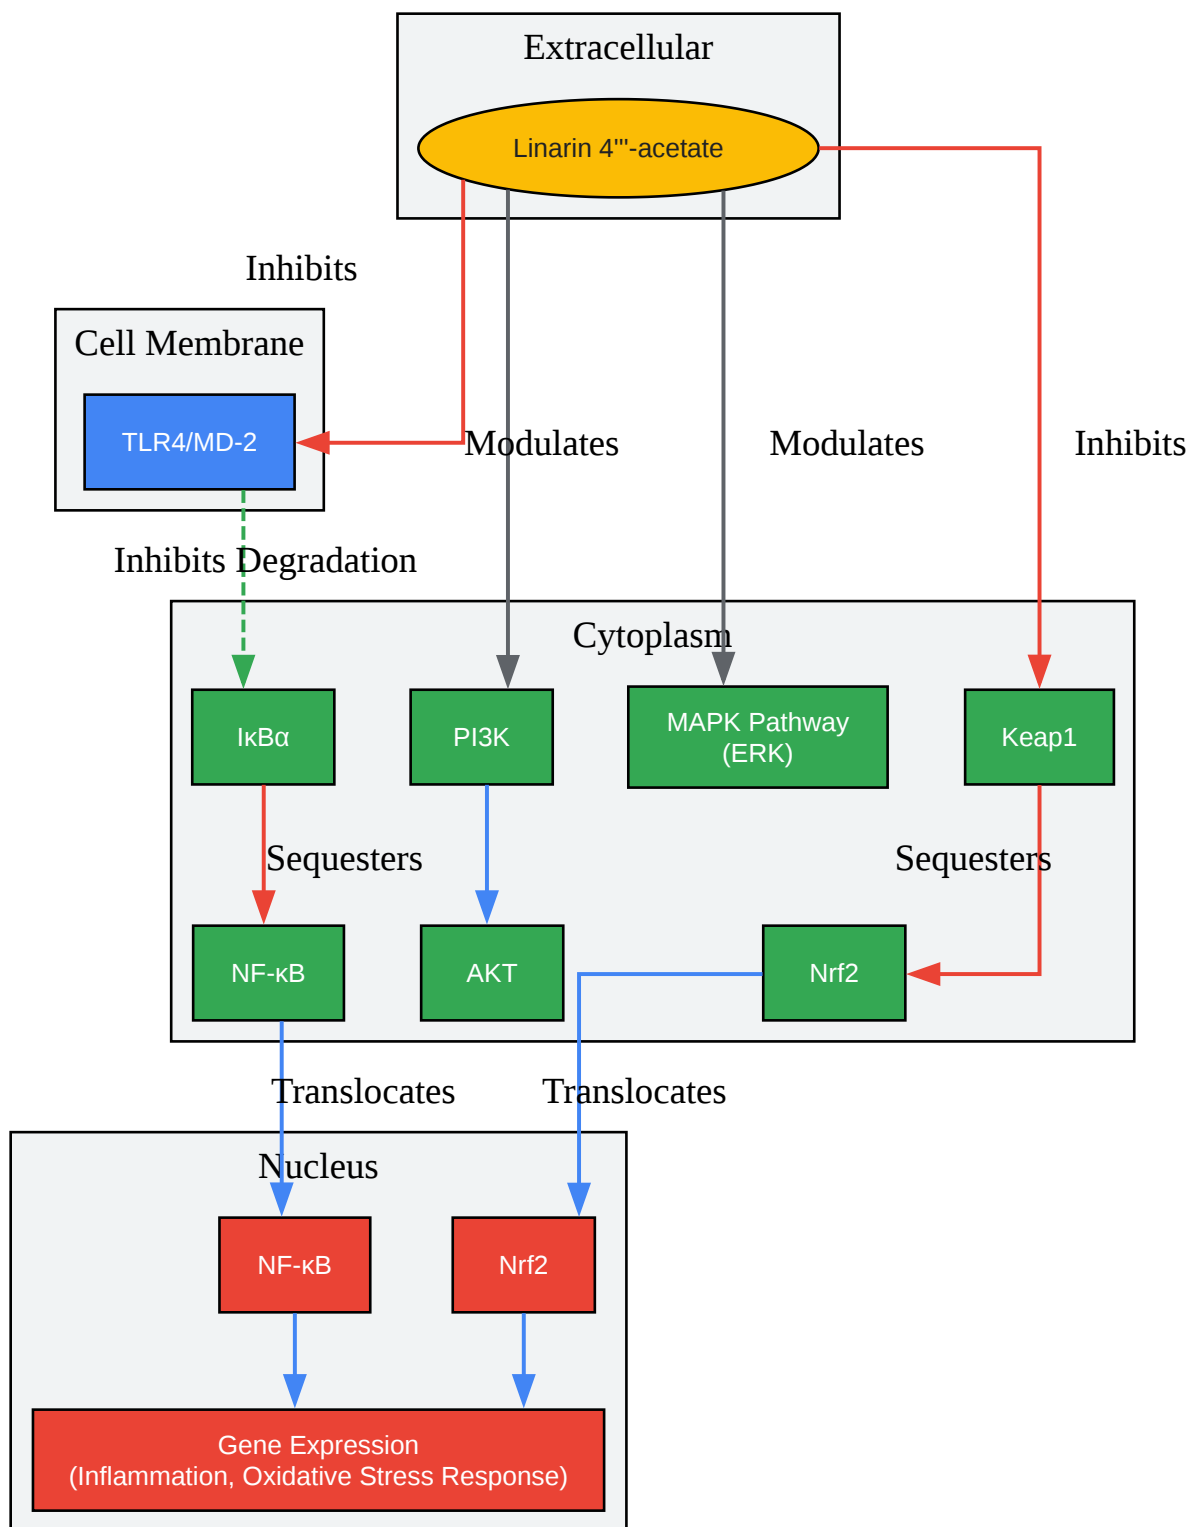 Extracellular
Linarin 4'''-acetate
Inhibits
Cell Membrane
TLR4/MD-2
Modulates
Modulates
Inhibits
Inhibits Degradation
Cytoplasm
IκBα
PI3K
MAPK Pathway
(ERK)
Keap1
Sequesters
Sequesters
NF-κB
AKT
Nrf2
Translocates
Translocates
Nucleus
NF-κB
Nrf2
Gene Expression
(Inflammation, Oxidative Stress Response)